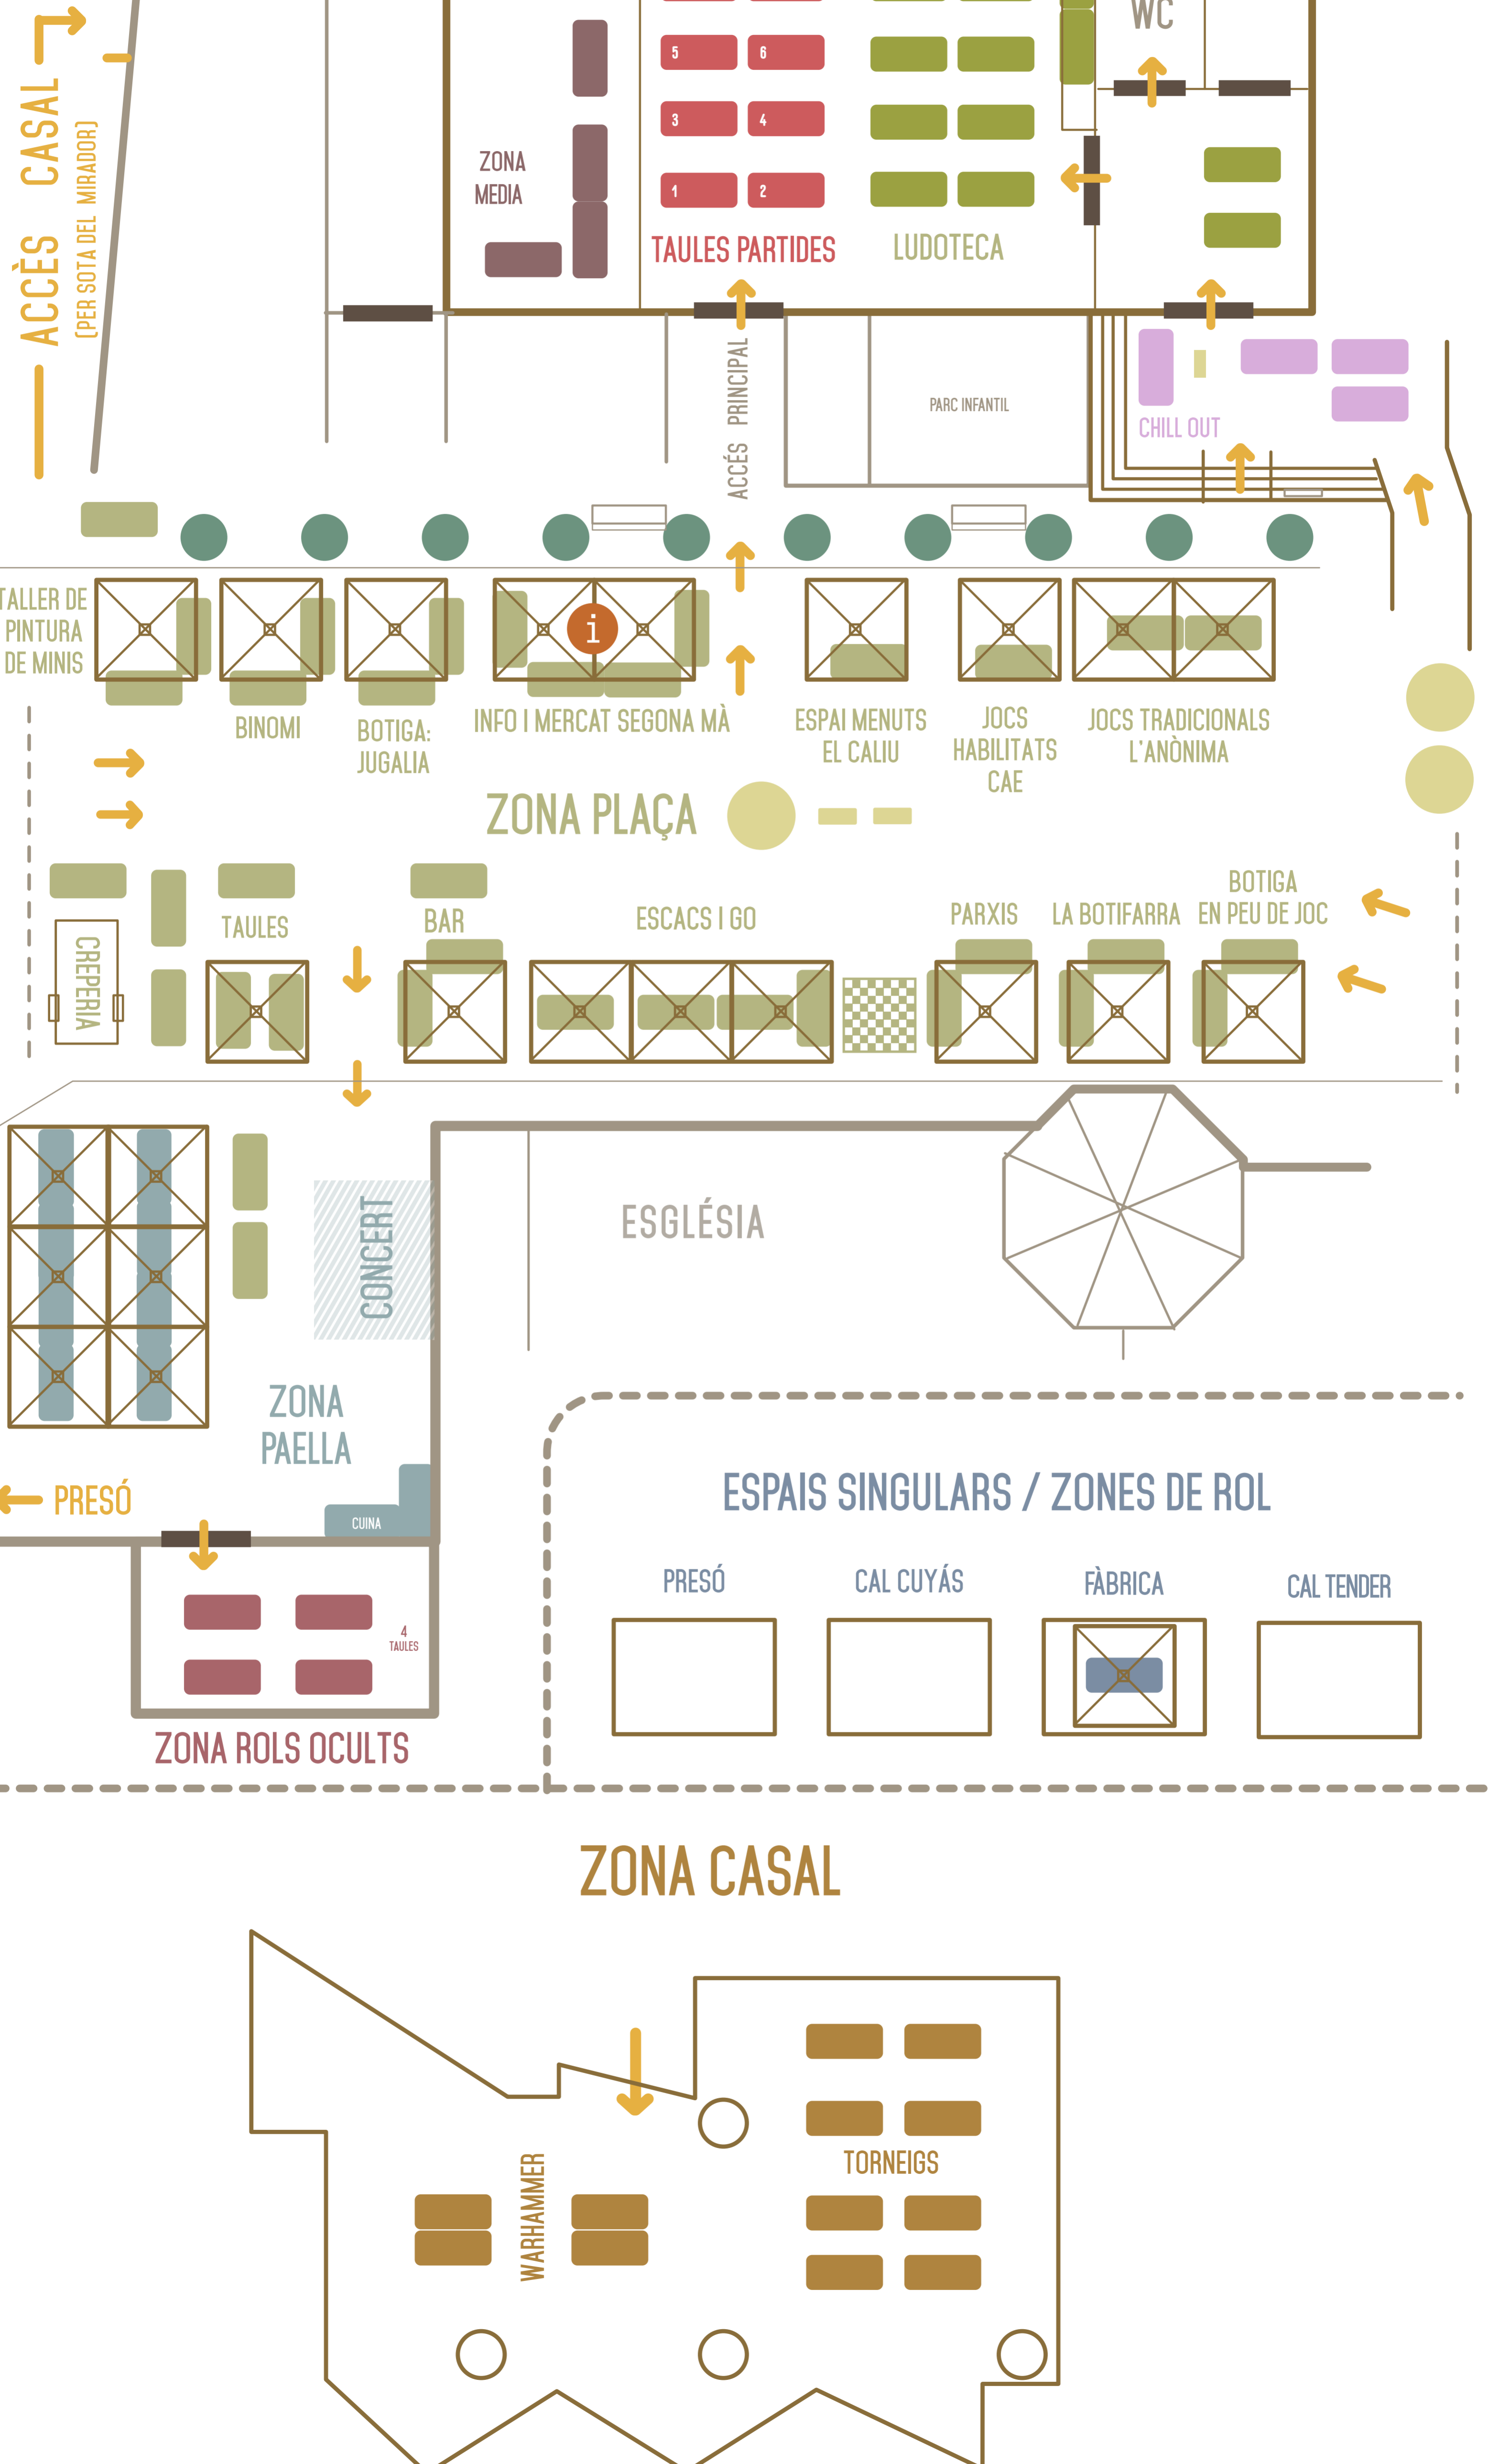 WC
ACCÈS CASAL
(PER SOTA DEL MIRADOR)
5
6
3
4
1
2
ZONA
MEDIA
TAULES PARTIDES
LUDOTECA
ACCÉS PRINCIPAL
PARC INFANTIL
CHILL OUT
TALLER DE
PINTURA
DE MINIS
i
BINOMI
BOTIGA:
JUGALIA
INFO I MERCAT SEGONA MÀ
ESPAI MENUTS
EL CALIU
JOCS
HABILITATS
CAE
JOCS TRADICIONALS
L'ANÒNIMA
ZONA PLAÇA
CREPERIA
TAULES
BAR
ESCACS I GO
PARXIS
LA BOTIFARRA
BOTIGA
EN PEU DE JOC
CONCERT
ESGLÉSIA
ZONA
PAELLA
PRESÓ
CUINA
4
TAULES
ZONA ROLS OCULTS
ESPAIS SINGULARS / ZONES DE ROL
PRESÓ
CAL CUYÁS
FÀBRICA
CAL TENDER
ZONA CASAL
WARHAMMER
TORNEIGS